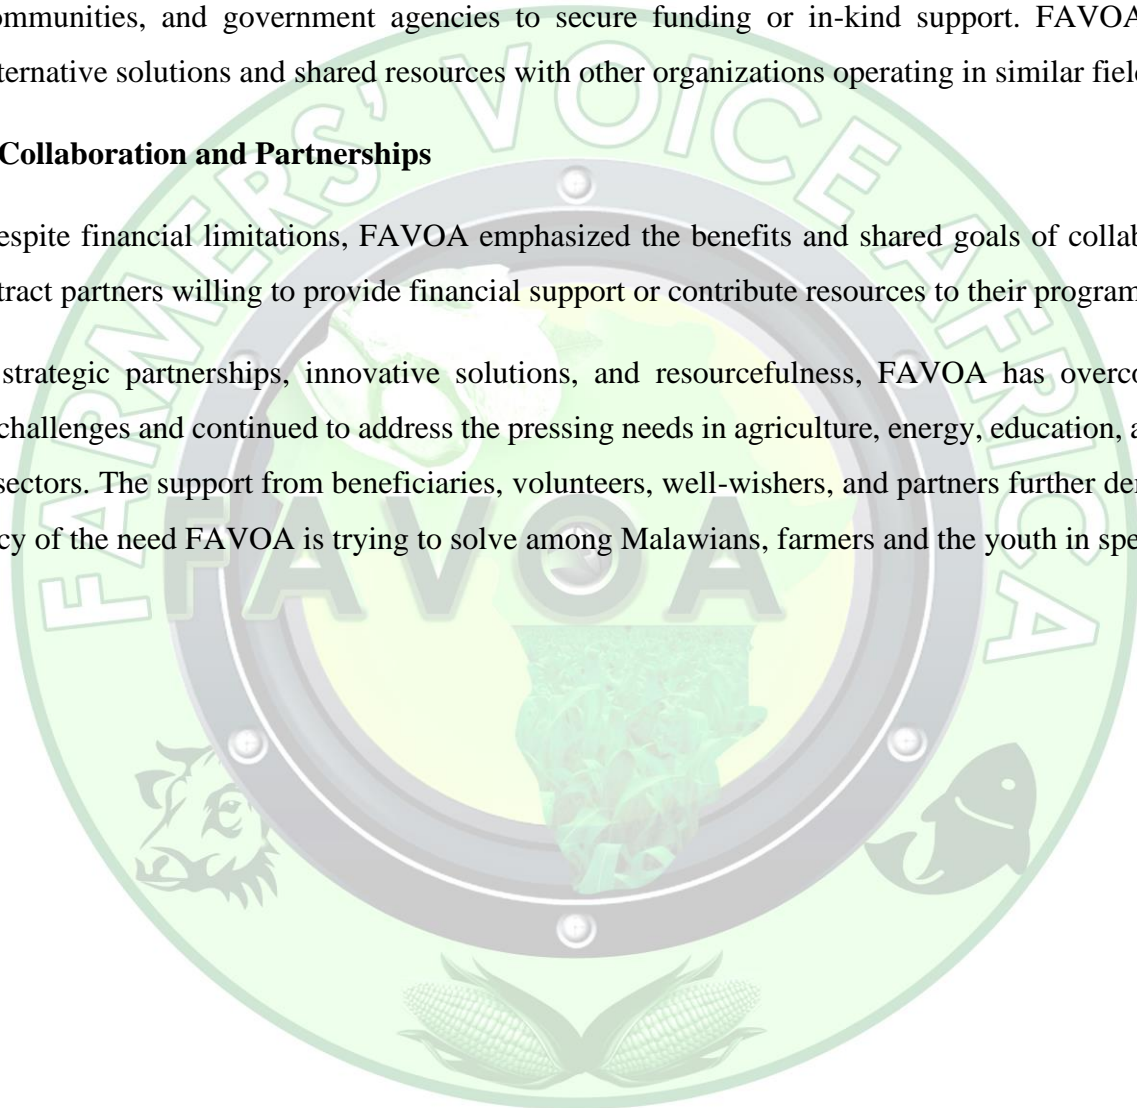 ommunities, and government agencies to secure funding or in-kind support. FAVOA
ternative solutions and shared resources with other organizations operating in similar fiel
Collaboration and Partnerships
espite financial limitations, FAVOA emphasized the benefits and shared goals of collab
tract partners willing to provide financial support or contribute resources to their program
strategic partnerships, innovative solutions, and resourcefulness, FAVOA has overco
challenges and continued to address the pressing needs in agriculture, energy, education, a
sectors. The support from beneficiaries, volunteers, well-wishers, and partners further der
cy of the need FAVOA is trying to solve among Malawians, farmers and the youth in spe
FARMERS' VOICE AFRICA
FAVOA